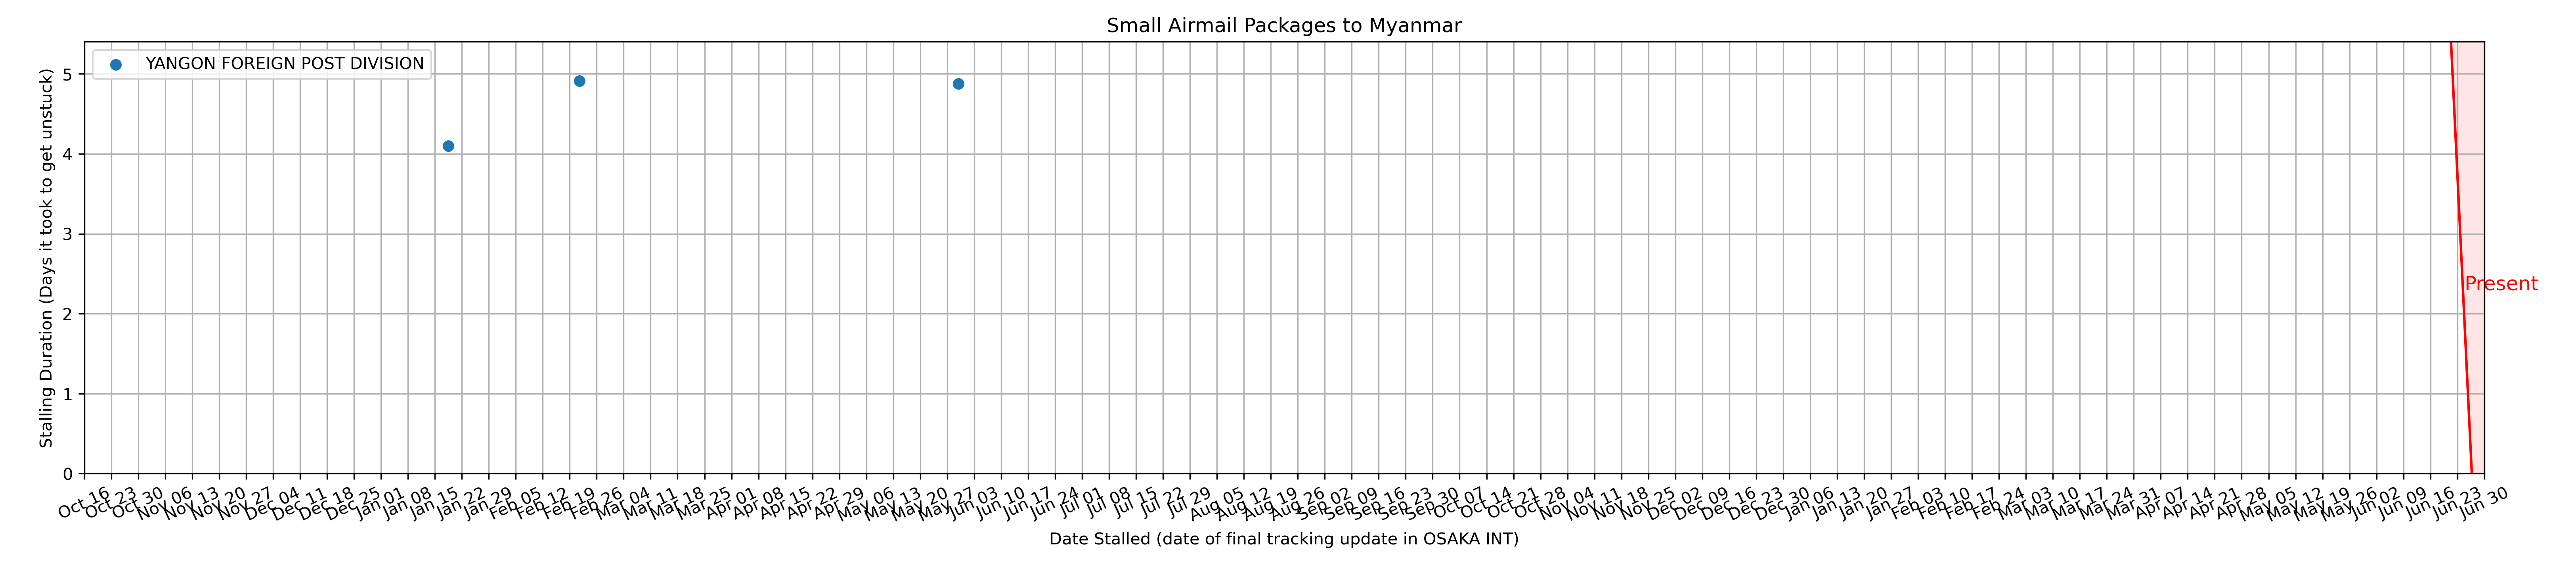 Small Airmail Packages to Myanmar
YANGON FOREIGN POST DIVISION
Stalling Duration (Days it took to get unstuck)
5
4
3
2
1
0
Present
Oct 16 Oct 23 Oct 30 Nov 06 Nov 13 Nov 20 Nov 27 Dec 04 Dec 11 Dec 18 Dec 25 Jan 01 Jan 08 Jan 15 Jan 22 Jan 29 Feb 05 Feb 12 Feb 19 Feb 26 Mar 04 Mar 11 Mar 18 Mar 25 Apr 01 Apr 08 Apr 15 Apr 22 Apr 29 May 06 May 13 May 20 May 27 Jun 03 Jun 10 Jun 17 Jun 24 Jul 01 Jul 08 Jul 15 Jul 22 Jul 29 Aug 05 Aug 12 Aug 19 Aug 26 Sep 02 Sep 09 Sep 16 Sep 23 Sep 30 Oct 07 Oct 14 Oct 21 Oct 28 Nov 04 Nov 11 Nov 18 Nov 25 Dec 02 Dec 09 Dec 16 Dec 23 Dec 30 Jan 06 Jan 13 Jan 20 Jan 27 Feb 03 Feb 10 Feb 17 Feb 24 Mar 03 Mar 10 Mar 17 Mar 24 Mar 31 Apr 07 Apr 14 Apr 21 Apr 28 May 05 May 12 May 19 May 26 Jun 02 Jun 09 Jun 16 Jun 23 Jun 30
Date Stalled (date of final tracking update in OSAKA INT)